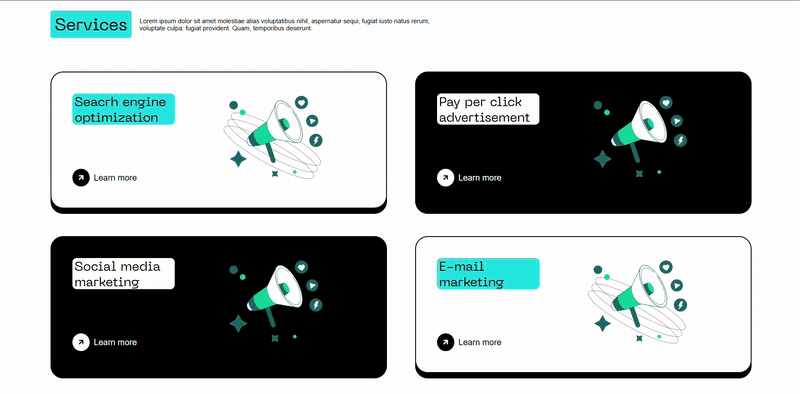 Services
Lorem ipsum dolor sit amet molestiae alias voluptatibus nihil, aspernatur sequi, fugiat iusto natus rerum,
voluptate culpa. fugiat provident. Quam, temporibus deserunt.
Seacrh engine
optimization
Learn more
Pay per click
advertisement
Learn more
Social media
marketing
Learn more
E-mail
marketing
Learn more